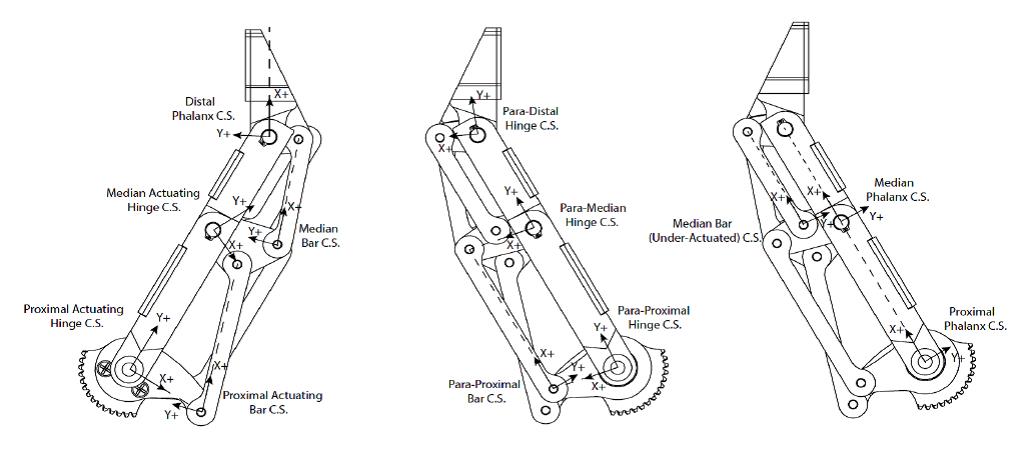 X+
Distal
Phalanx C.S.
Y+
Median Actuating
Hinge C.S.
Y+
X+
Y+
Median
Bar C.S.
X+
Proximal Actuating
Hinge C.S.
Y+
X+
X+
Proximal Actuating
Bar C.S.
Y+
Y+
Para-Distal
Hinge C.S.
X+
Y+
Para-Median
Hinge C.S.
X+
Para-Proximal
Hinge C.S.
Y+
X+
Y+
X+
Para-Proximal
Bar C.S.
Median
Phalanx C.S.
X+
X+
Y+
Y+
Median Bar
(Under-Actuated) C.S.
Proximal
Phalanx C.S.
X+
Y+